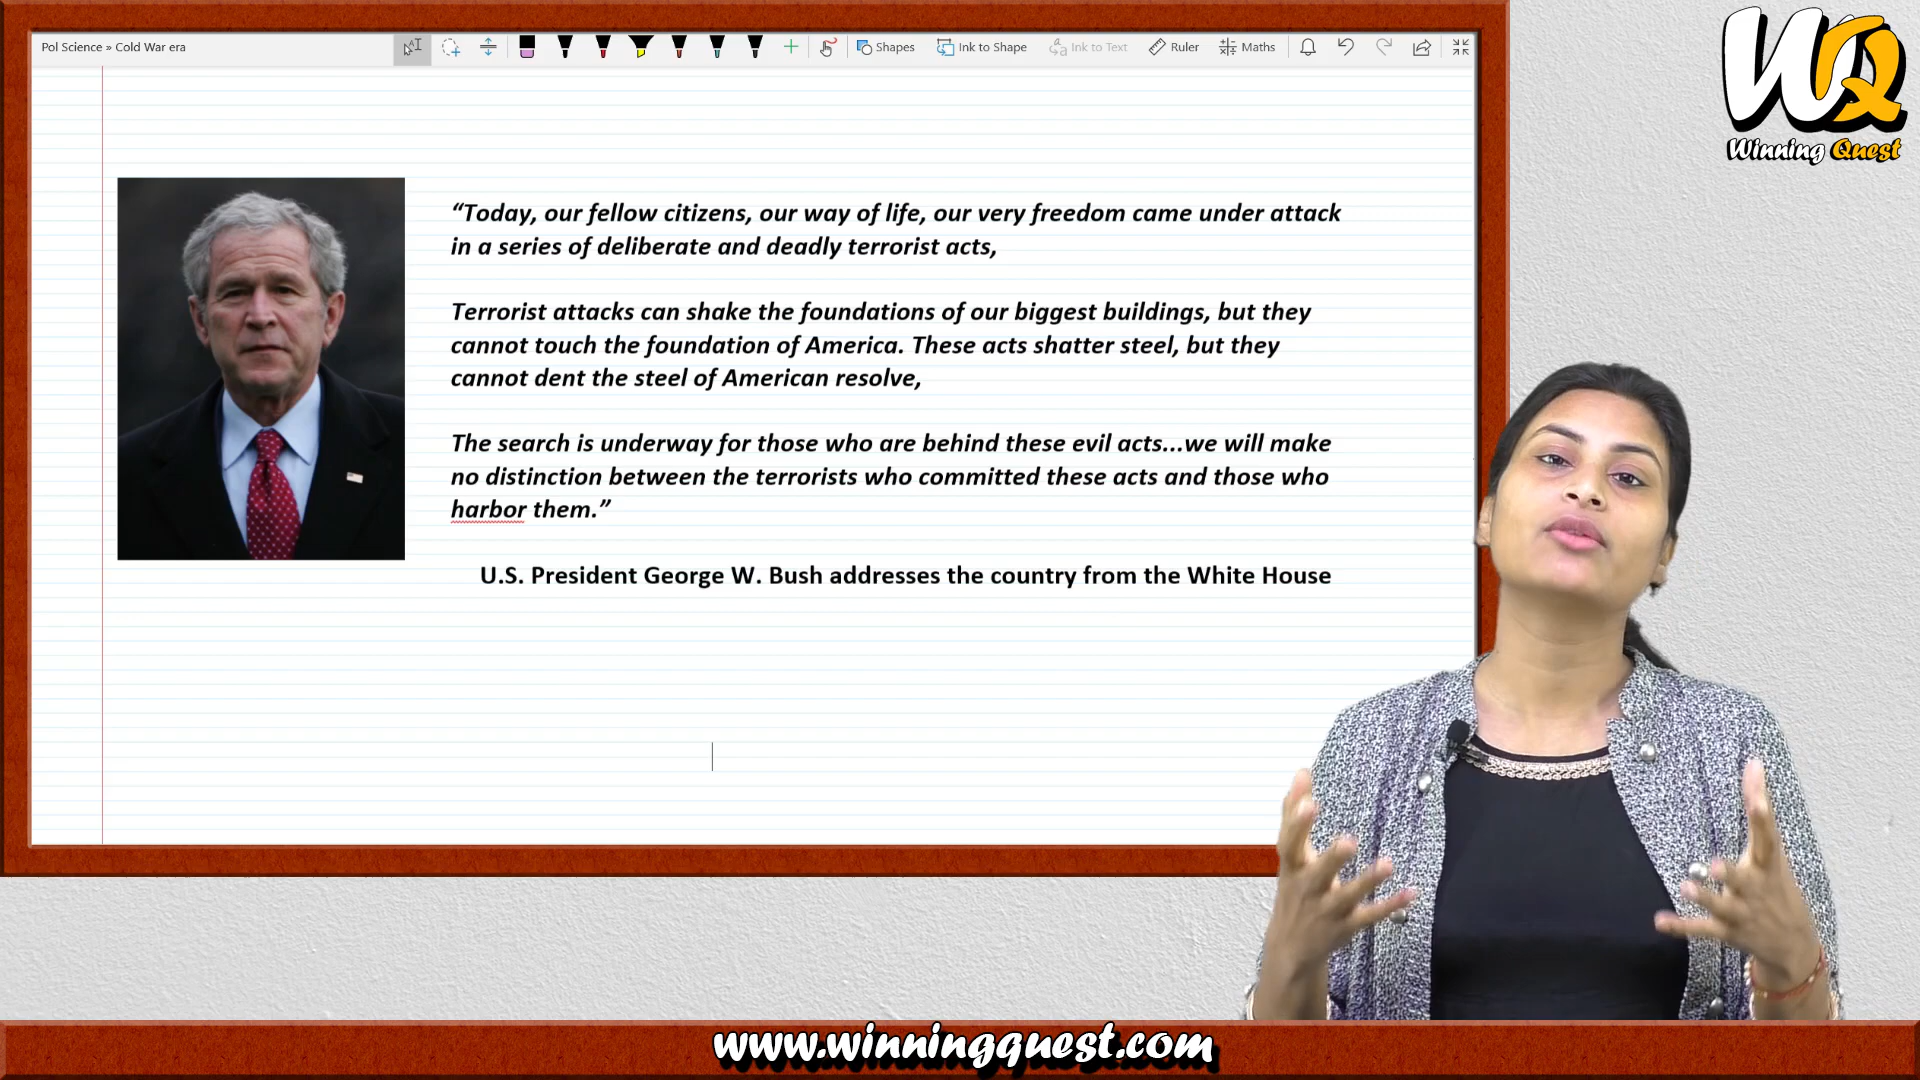 Pol Science » Cold War era
Shapes
Ink to Shape
Ink to Text
Ruler
Maths
WQ
Winning Quest
“Today, our fellow citizens, our way of life, our very freedom came under attack
in a series of deliberate and deadly terrorist acts,
Terrorist attacks can shake the foundations of our biggest buildings, but they
cannot touch the foundation of America. These acts shatter steel, but they
cannot dent the steel of American resolve,
The search is underway for those who are behind these evil acts...we will make
no distinction between the terrorists who committed these acts and those who
harbor them.”
U.S. President George W. Bush addresses the country from the White House
www.winningquest.com